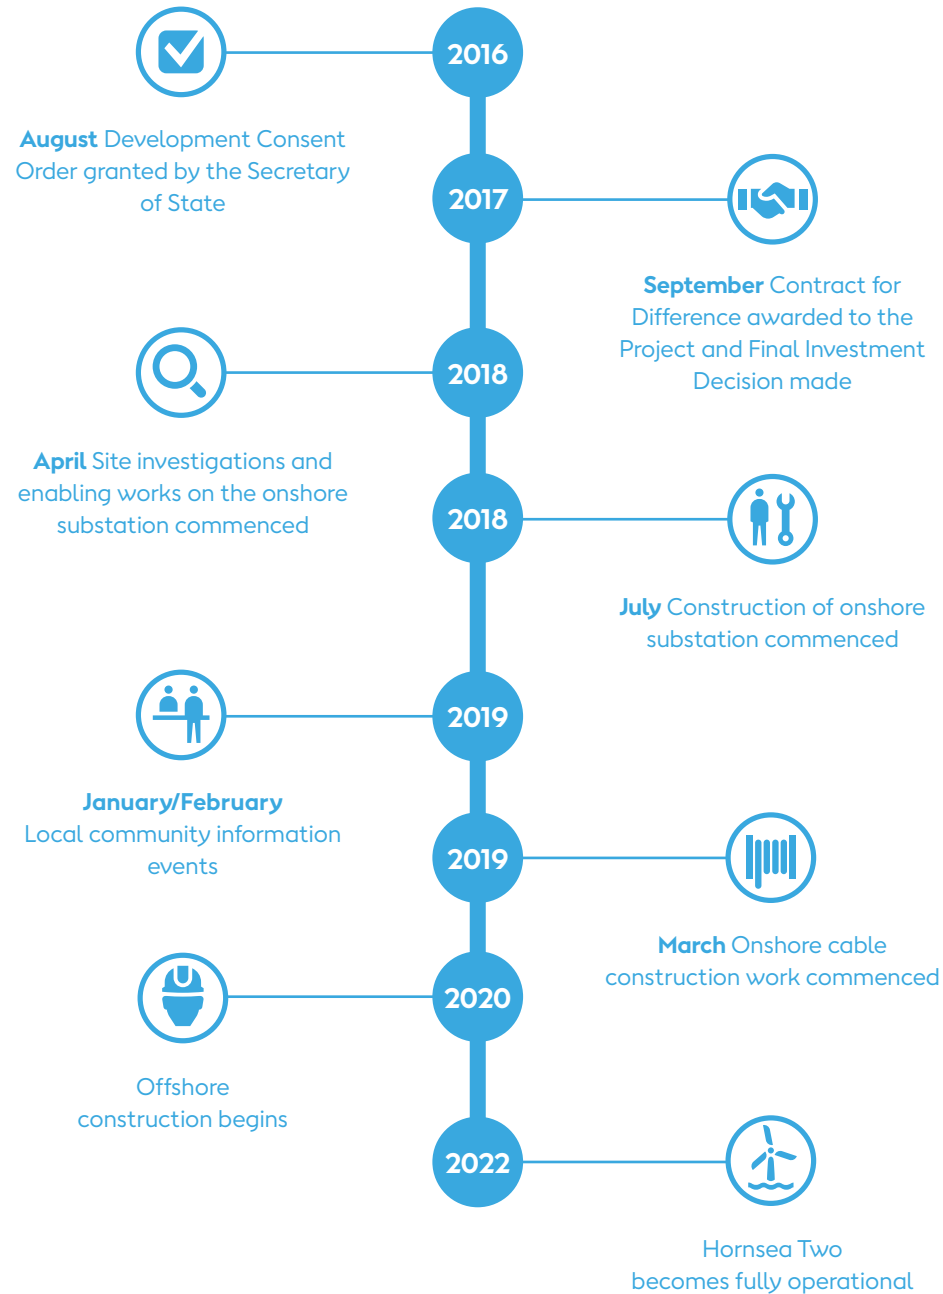 2016
August Development Consent
Order granted by the Secretary
of State
2017
September Contract for
Difference awarded to the
Project and Final Investment
Decision made
2018
April Site investigations and
enabling works on the onshore
substation commenced
2018
July Construction of onshore
substation commenced
2019
January/February
Local community information
events
2019
March Onshore cable
construction work commenced
2020
Offshore
construction begins
2022
Hornsea Two
becomes fully operational